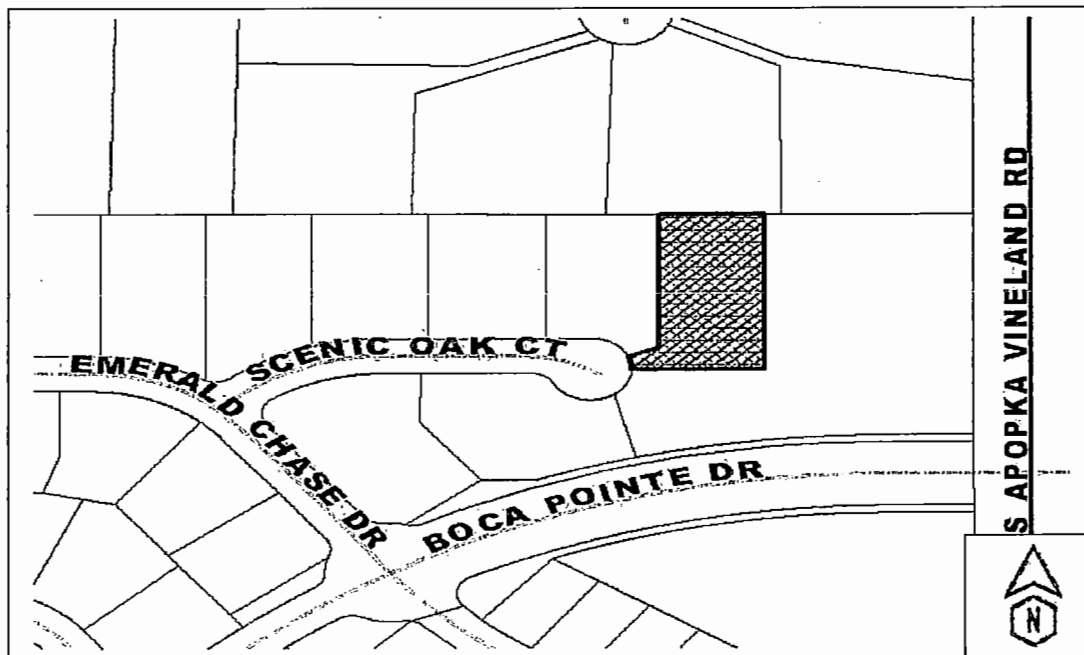 S APOPKA VINELAND RD
SCENIC OAK CT
EMERALD CHASE DR
BOCA POINTE DR
N